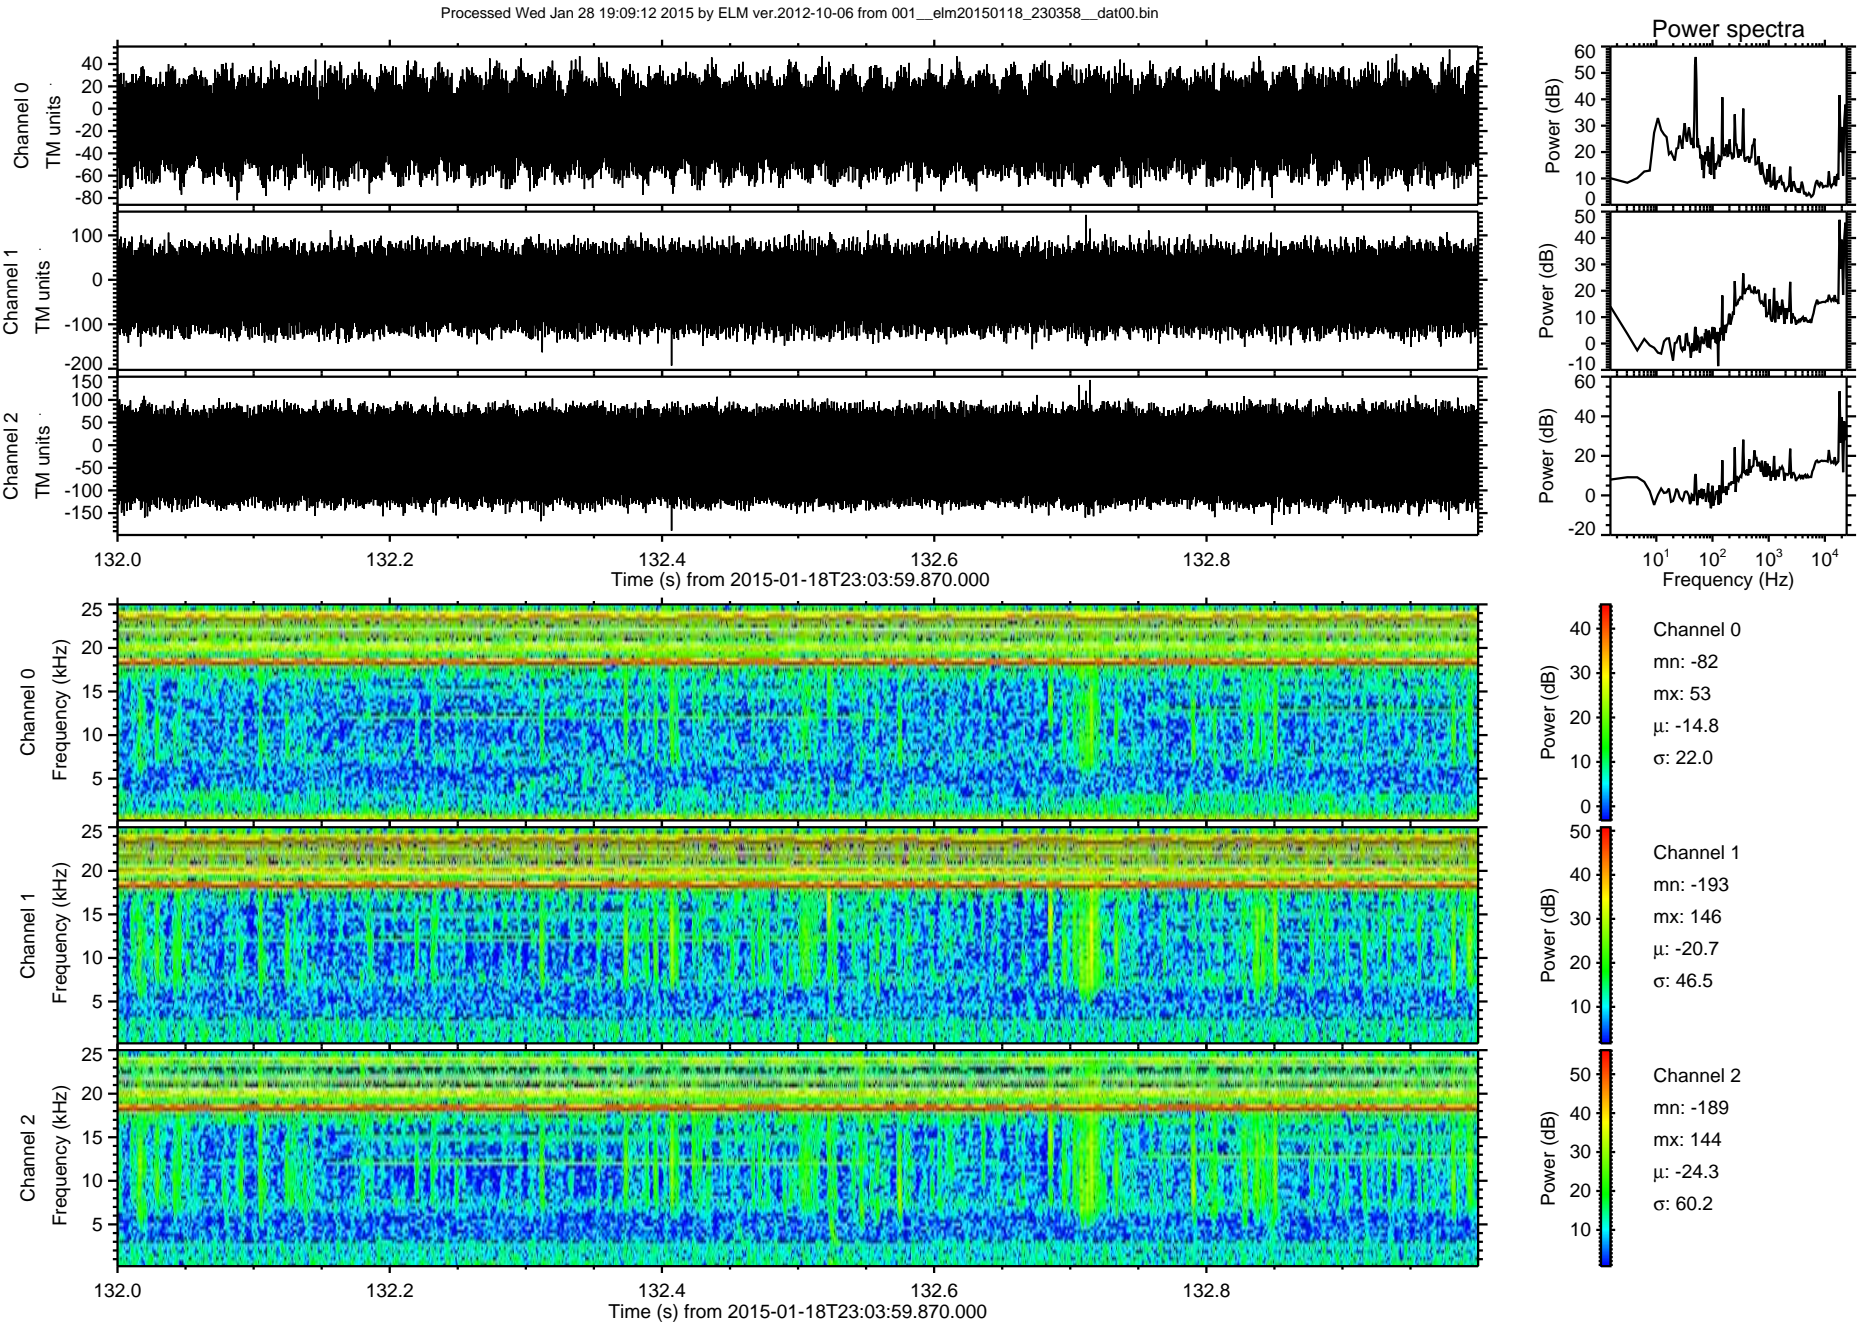 Processed Wed Jan 28 19:09:12 2015 by ELM ver.2012-10-06 from 001__elm20150118_230358__dat00.bin
Power spectra
Channel 0
TM units
40
20
0
-20
-40
-60
-80
Power (dB)
60
50
40
30
20
10
0
Channel 1
TM units
100
0
-100
-200
Power (dB)
50
40
30
20
10
0
-10
Channel 2
TM units
150
100
50
0
-50
-100
-150
Power (dB)
60
40
20
0
-20
132.0 132.2 132.4 132.6 132.8
Time (s) from 2015-01-18T23:03:59.870.000
10¹ 10² 10³ 10⁴
Frequency (Hz)
Channel 0
Frequency (kHz)
25
20
15
10
5
Power (dB)
40
30
20
10
0
Channel 0
mn: -82
mx: 53
μ: -14.8
σ: 22.0
Channel 1
Frequency (kHz)
25
20
15
10
5
Power (dB)
50
40
30
20
10
Channel 1
mn: -193
mx: 146
μ: -20.7
σ: 46.5
Channel 2
Frequency (kHz)
25
20
15
10
5
Power (dB)
50
40
30
20
10
Channel 2
mn: -189
mx: 144
μ: -24.3
σ: 60.2
132.0 132.2 132.4 132.6 132.8
Time (s) from 2015-01-18T23:03:59.870.000